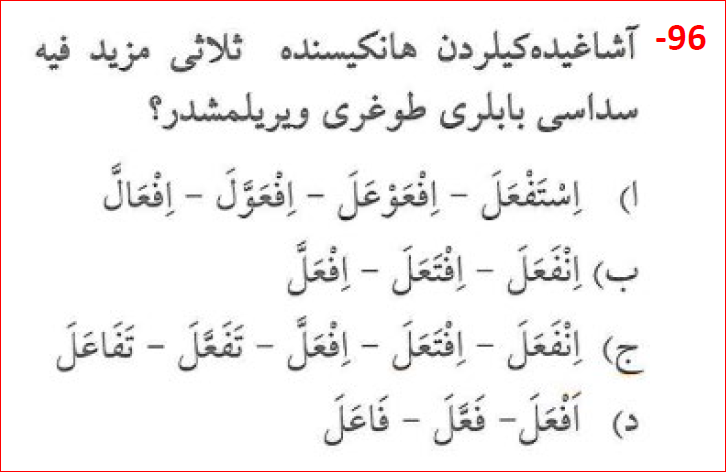 96-
آشاغیده‌کیلردن هانکیسنده ثلاثی مزید فیه
سداسی بابلری طوغری ویریلمشدر؟
ا) اِسْتَفْعَلَ – اِفْعَوْعَلَ – اِفْعَوَّلَ – اِفْعَالَّ
ب) اِنْفَعَلَ – اِفْتَعَلَ – اِفْعَلَّ
ج) اِنْفَعَلَ – اِفْتَعَلَ – اِفْعَلَّ – تَفَعَّلَ – تَفَاعَلَ
د) اَفْعَلَ – فَعَّلَ – فَاعَلَ